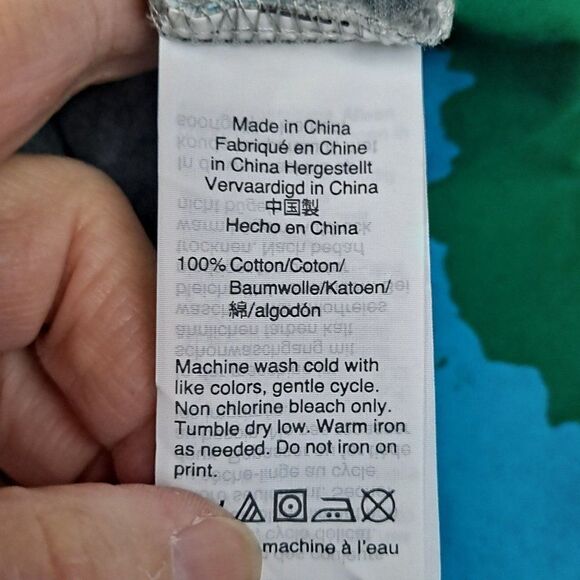 Made in China
Fabriqué en Chine
in China Hergestellt
Vervaardigd in China
中国製
Hecho en China
100% Cotton/Coton/
Baumwolle/Katoen/
綿/algodón
Machine wash cold with
like colors, gentle cycle.
Non chlorine bleach only.
Tumble dry low. Warm iron
as needed. Do not iron on
print.
machine à l'eau